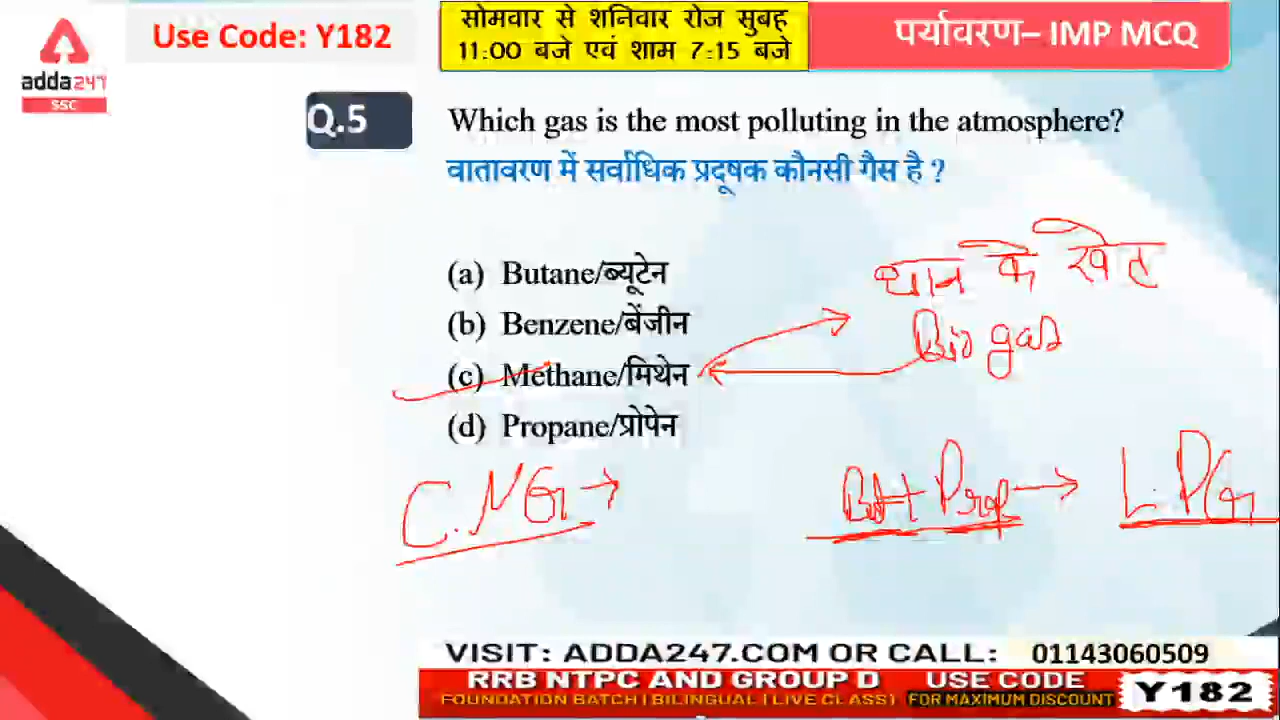 Use Code: Y182
सोमवार से शनिवार रोज सुबह
11:00 बजे एवं शाम 7:15 बजे
पर्यावरण– IMP MCQ
adda247
SSC
Q.5
Which gas is the most polluting in the atmosphere?
वातावरण में सर्वाधिक प्रदूषक कौनसी गैस है ?
(a) Butane/ब्यूटेन
(b) Benzene/बेंजीन
(c) Methane/मिथेन
(d) Propane/प्रोपेन
धान के खेत
Bio gas
C.N.G →
But + Prop → L.P.G
VISIT: ADDA247.COM OR CALL: 01143060509
RRB NTPC AND GROUP D
FOUNDATION BATCH | BILINGUAL | (LIVE CLASS)
USE CODE
FOR MAXIMUM DISCOUNT
Y182